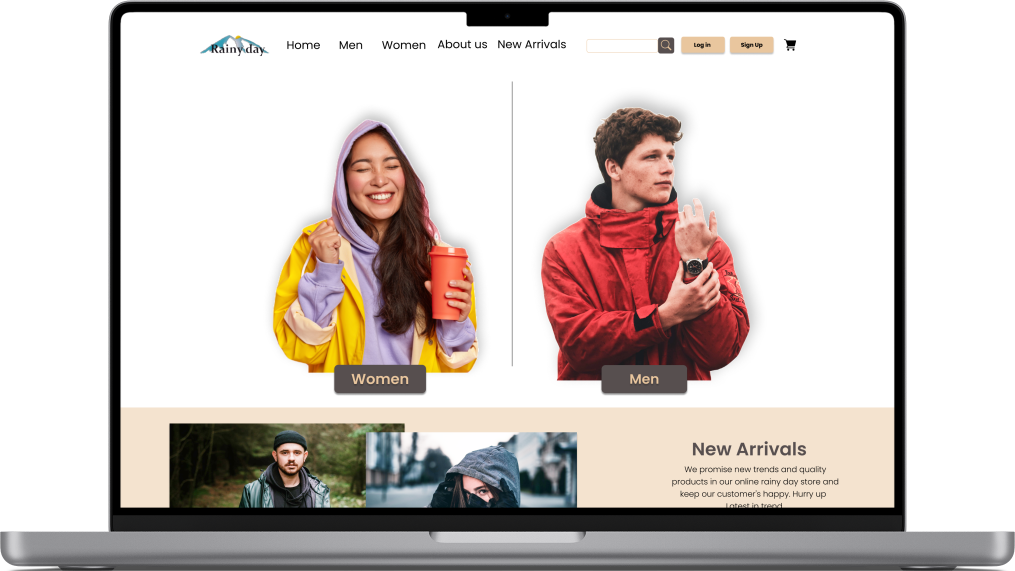 Rainy day
Home
Men
Women
About us
New Arrivals
Log in
Sign Up
Women
Men
New Arrivals
We promise new trends and quality
products in our online rainy day store and
keep our customer's happy. Hurry up
Latest in trend